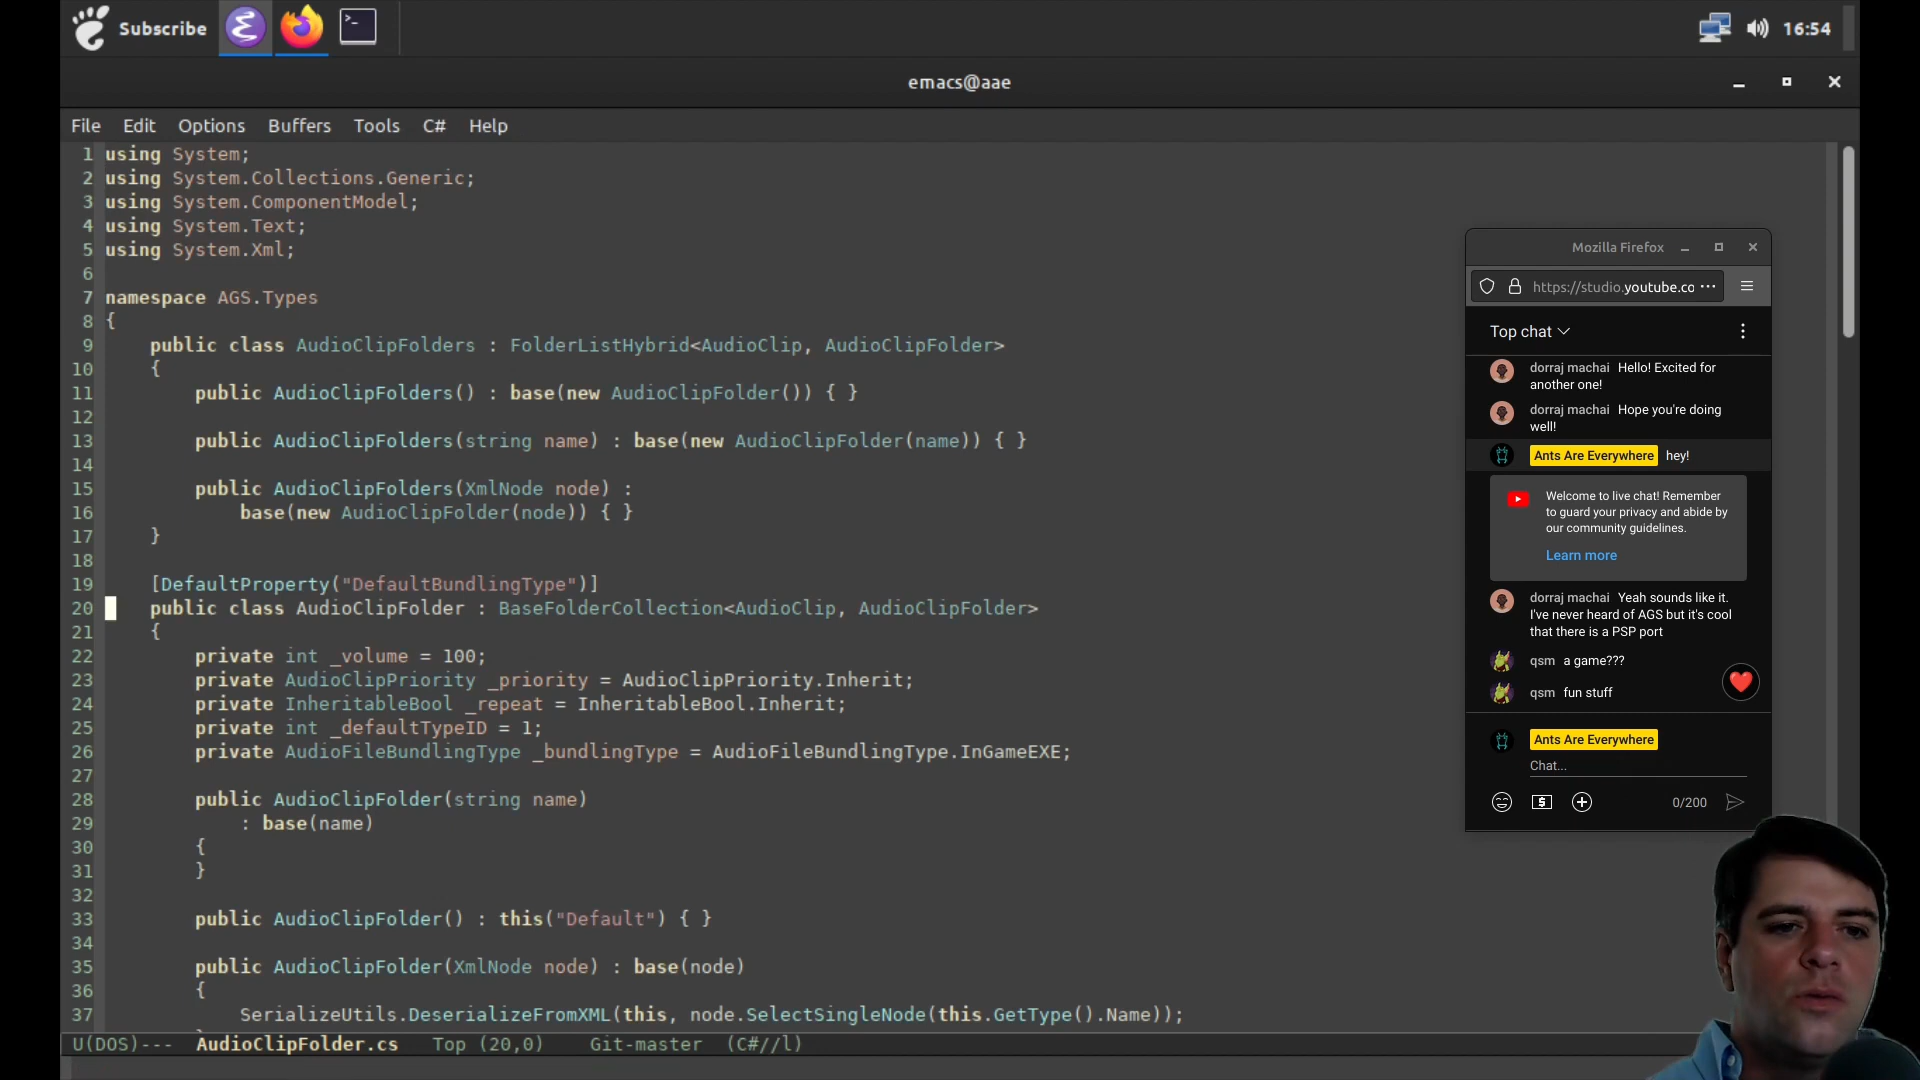 Subscribe
16:54
emacs@aae
File Edit Options Buffers Tools C# Help
1 using System;
2 using System.Collections.Generic;
3 using System.ComponentModel;
4 using System.Text;
5 using System.Xml;
6
7 namespace AGS.Types
8 {
9 public class AudioClipFolders : FolderListHybrid<AudioClip, AudioClipFolder>
10 {
11 public AudioClipFolders() : base(new AudioClipFolder()) { }
12
13 public AudioClipFolders(string name) : base(new AudioClipFolder(name)) { }
14
15 public AudioClipFolders(XmlNode node) :
16 base(new AudioClipFolder(node)) { }
17 }
18
19 [DefaultProperty("DefaultBundlingType")]
20 public class AudioClipFolder : BaseFolderCollection<AudioClip, AudioClipFolder>
21 {
22 private int _volume = 100;
23 private AudioClipPriority _priority = AudioClipPriority.Inherit;
24 private InheritableBool _repeat = InheritableBool.Inherit;
25 private int _defaultTypeID = 1;
26 private AudioFileBundlingType _bundlingType = AudioFileBundlingType.InGameEXE;
27
28 public AudioClipFolder(string name)
29 : base(name)
30 {
31 }
32
33 public AudioClipFolder() : this("Default") { }
34
35 public AudioClipFolder(XmlNode node) : base(node)
36 {
37 SerializeUtils.DeserializeFromXML(this, node.SelectSingleNode(this.GetType().Name));
U(DOS)--- AudioClipFolder.cs Top (20,0) Git-master (C#//l)
Mozilla Firefox
https://studio.youtube.co
Top chat
dorraj machai Hello! Excited for
another one!
dorraj machai Hope you're doing
well!
Ants Are Everywhere hey!
Welcome to live chat! Remember
to guard your privacy and abide by
our community guidelines.
Learn more
dorraj machai Yeah sounds like it.
I've never heard of AGS but it's cool
that there is a PSP port
qsm a game???
qsm fun stuff
Ants Are Everywhere
Chat...
0/200